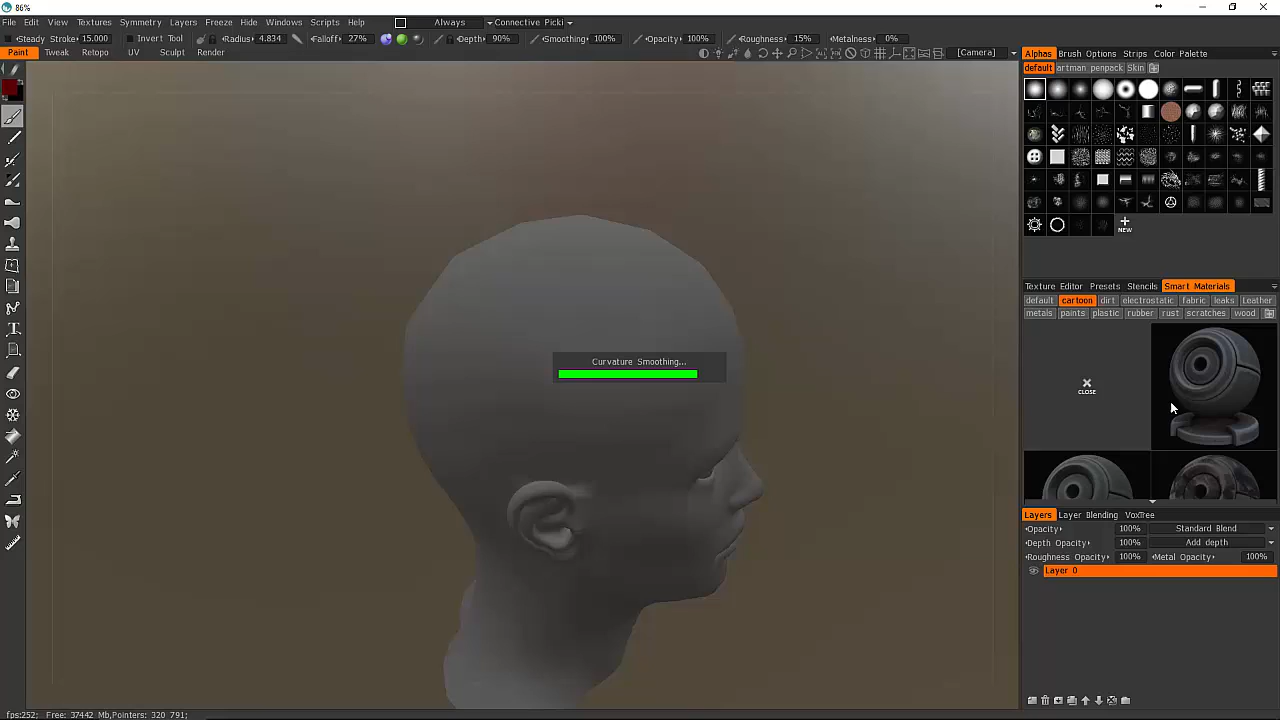 86%
File Edit View Textures Symmetry Layers Freeze Hide Windows Scripts Help Always Connective Picki
Steady Stroke 15.000 Invert Tool Radius 4.834 Falloff 27% Depth 90% Smoothing 100% Opacity 100% Roughness 15% Metalness 0%
Paint Tweak Retopo UV Sculpt Render [Camera]
Alphas Brush Options Strips Color Palette
default artman penpack Skin
NEW
Curvature Smoothing...
Texture Editor Presets Stencils Smart Materials
default cartoon dirt electrostatic fabric leaks Leather
metals paints plastic rubber rust scratches wood
CLOSE
Layers Layer Blending VoxTree
Opacity 100% Standard Blend
Depth Opacity 100% Add depth
Roughness Opacity 100% Metal Opacity 100%
Layer 0
fps:252; Free: 37442 Mb,Pointers: 320 791;